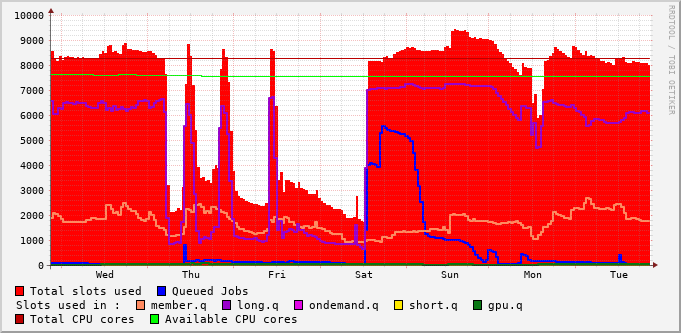 RRDTOOL / TOBI OETIKER
10000
9000
8000
7000
6000
5000
4000
3000
2000
1000
0
Wed Thu Fri Sat Sun Mon Tue
Total slots used Queued Jobs
Slots used in : member.q long.q ondemand.q short.q gpu.q
Total CPU cores Available CPU cores